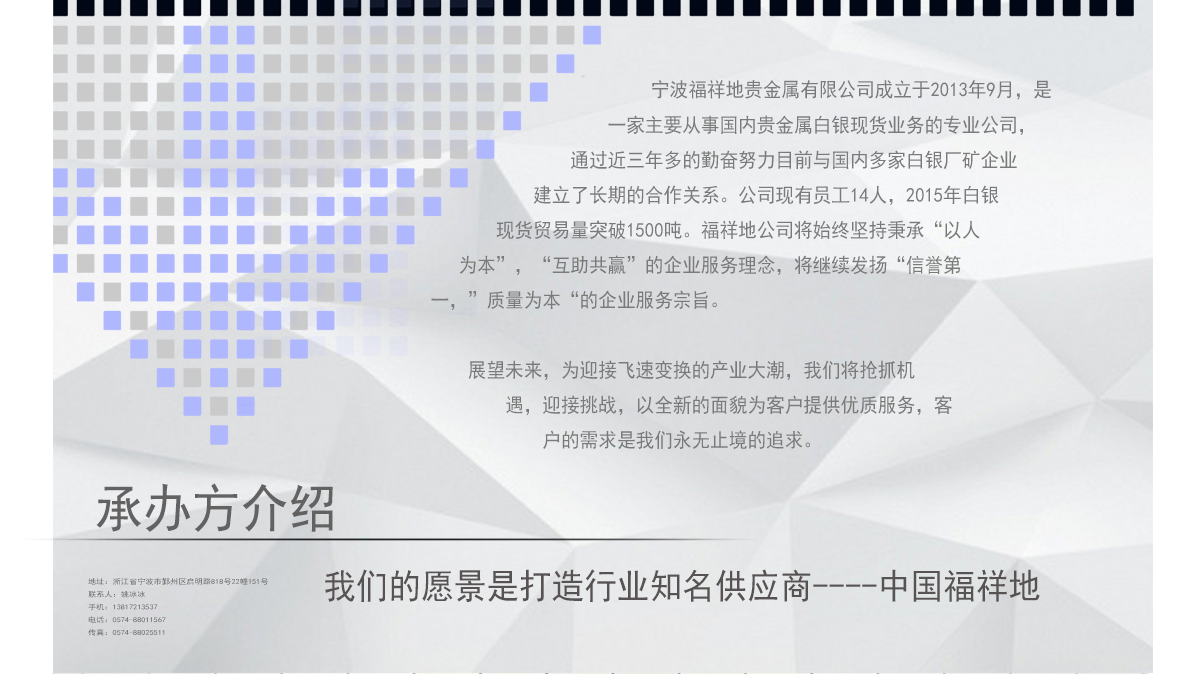 宁波福祥地贵金属有限公司成立于2013年9月，是
一家主要从事国内贵金属白银现货业务的专业公司，
通过近三年多的勤奋努力目前与国内多家白银厂矿企业
建立了长期的合作关系。公司现有员工14人，2015年白银
现货贸易量突破1500吨。福祥地公司将始终坚持秉承“以人
为本”，“互助共赢”的企业服务理念，将继续发扬“信誉第
一，”质量为本“的企业服务宗旨。
展望未来，为迎接飞速变换的产业大潮，我们将抢抓机
遇，迎接挑战，以全新的面貌为客户提供优质服务，客
户的需求是我们永无止境的追求。
承办方介绍
我们的愿景是打造行业知名供应商----中国福祥地
地址：浙江省宁波市鄞州区启明路818号22幢151号
联系人：姚冰冰
手机：13817213537
电话：0574-88011567
传真：0574-88025511